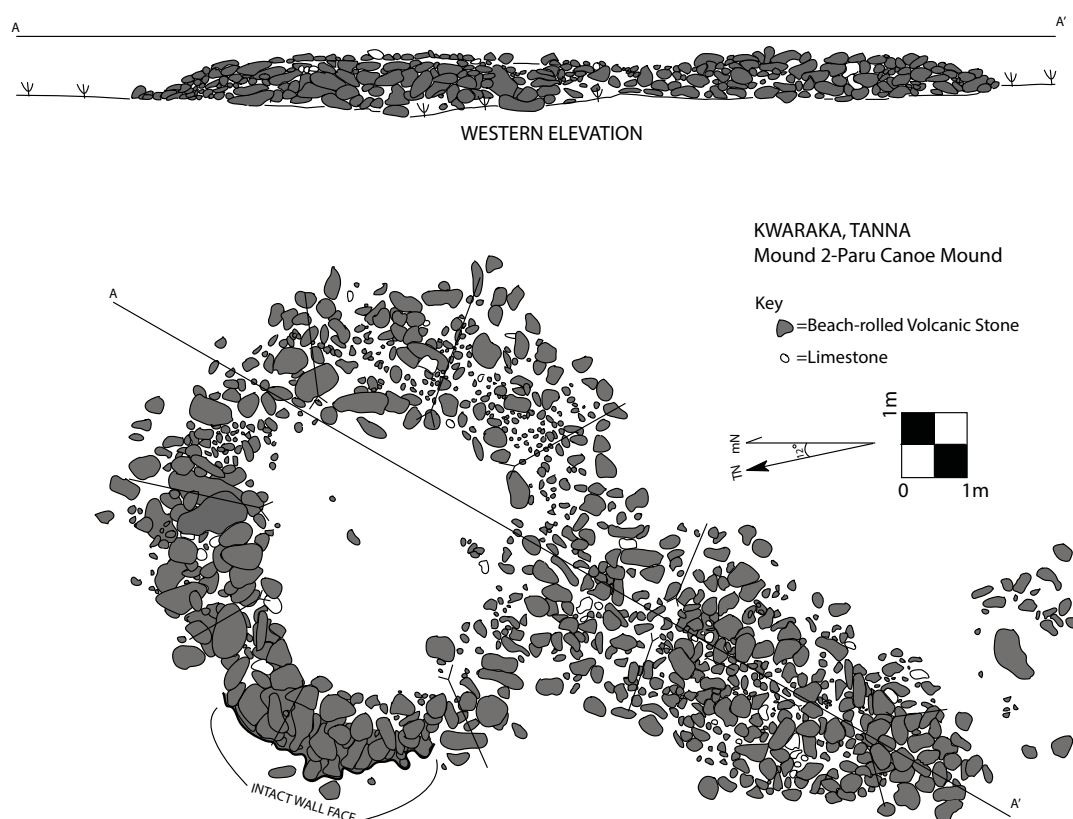 A
A'
WESTERN ELEVATION
KWARAKA, TANNA
Mound 2-Paru Canoe Mound
Key
=Beach-rolled Volcanic Stone
=Limestone
A
1m
mN
12°
TN
0
1m
INTACT WALL FACE
A'